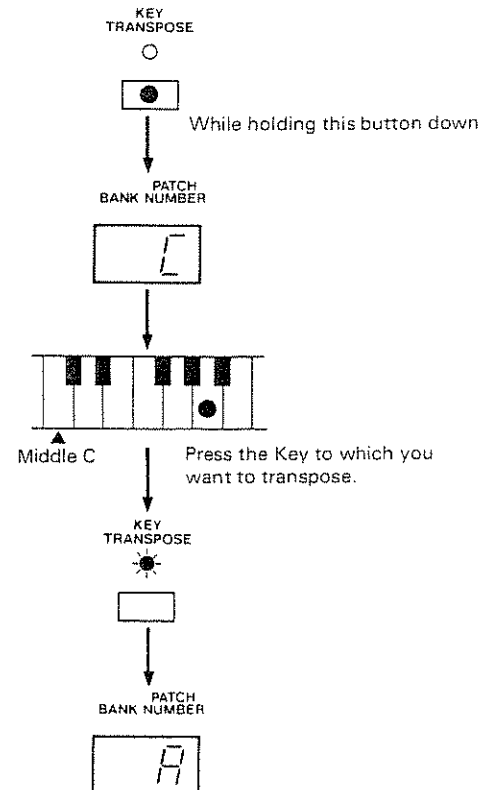 KEY
TRANSPOSE
While holding this button down
PATCH
BANK NUMBER
C
Middle C
Press the Key to which you
want to transpose.
KEY
TRANSPOSE
PATCH
BANK NUMBER
A